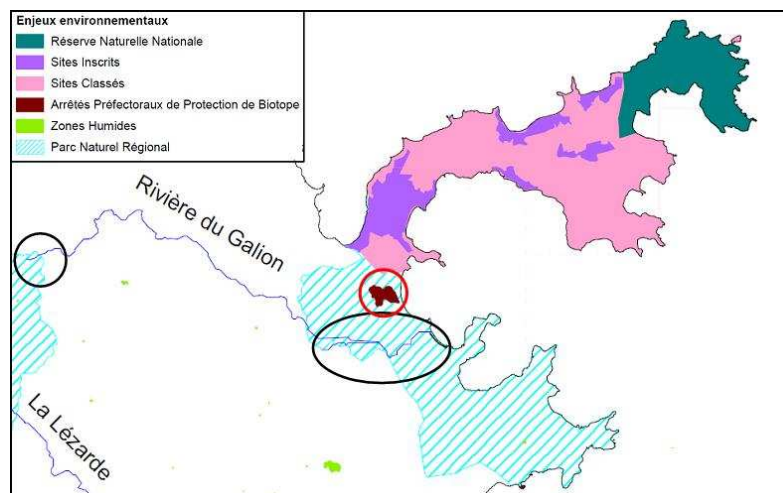 Enjeux environnementaux
Réserve Naturelle Nationale
Sites Inscrits
Sites Classés
Arrêtés Préfectoraux de Protection de Biotope
Zones Humides
Parc Naturel Régional
Rivière du Galion
La Lézarde